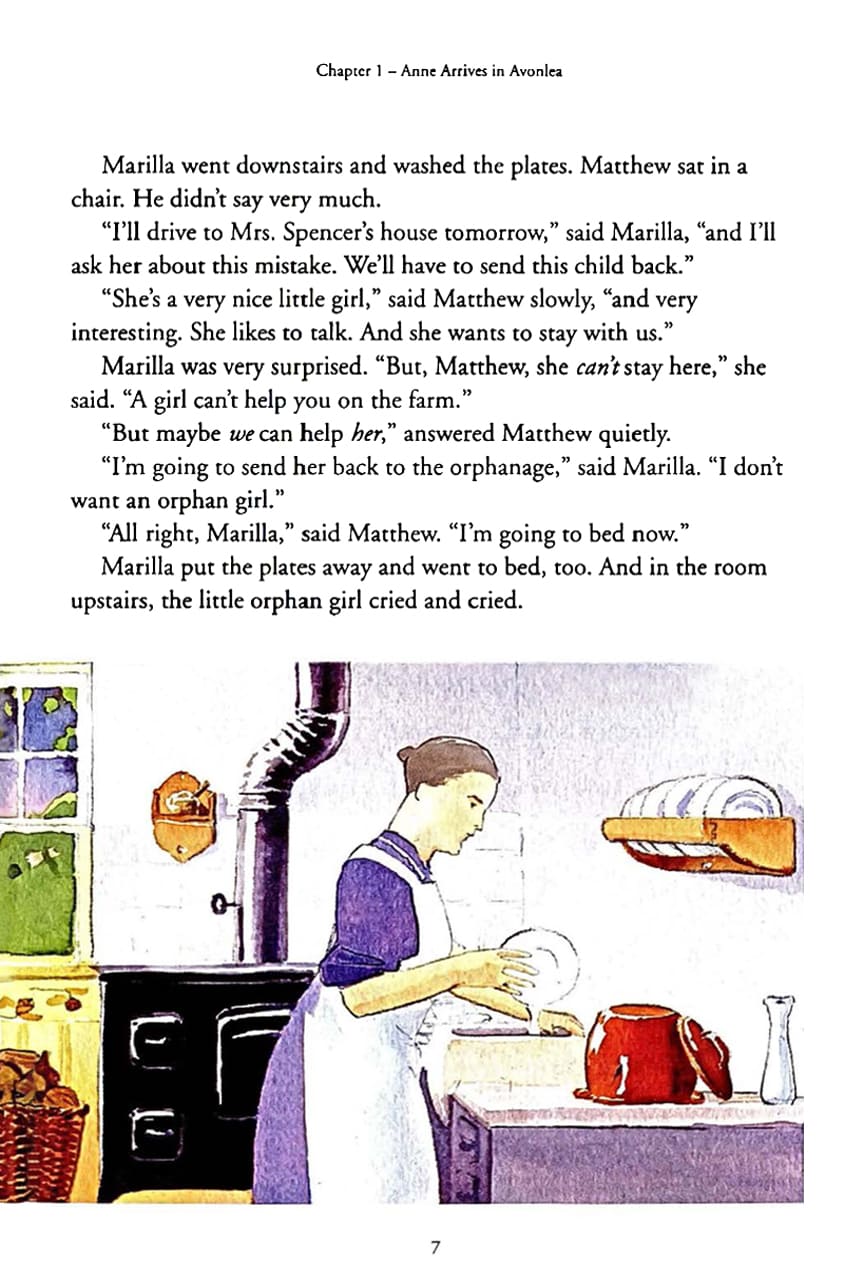 Chapter 1 – Anne Arrives in Avonlea
Marilla went downstairs and washed the plates. Matthew sat in a
chair. He didn’t say very much.
“I’ll drive to Mrs. Spencer’s house tomorrow,” said Marilla, “and I’ll
ask her about this mistake. We’ll have to send this child back.”
“She’s a very nice little girl,” said Matthew slowly, “and very
interesting. She likes to talk. And she wants to stay with us.”
Marilla was very surprised. “But, Matthew, she can’t stay here,” she
said. “A girl can’t help you on the farm.”
“But maybe we can help her,” answered Matthew quietly.
“I’m going to send her back to the orphanage,” said Marilla. “I don’t
want an orphan girl.”
“All right, Marilla,” said Matthew. “I’m going to bed now.”
Marilla put the plates away and went to bed, too. And in the room
upstairs, the little orphan girl cried and cried.
7